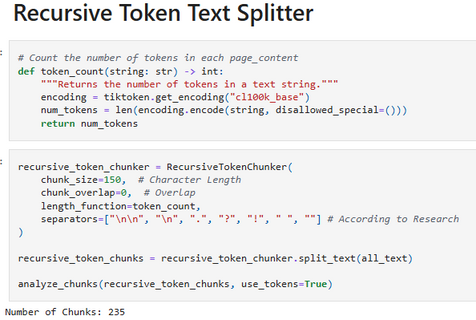 Recursive Token Text Splitter
# Count the number of tokens in each page_content
def token_count(string: str) -> int:
    """Returns the number of tokens in a text string."""
    encoding = tiktoken.get_encoding("cl100k_base")
    num_tokens = len(encoding.encode(string, disallowed_special=()))
    return num_tokens
recursive_token_chunker = RecursiveTokenChunker(
    chunk_size=150,  # Character Length
    chunk_overlap=0,  # Overlap
    length_function=token_count,
    separators=["\n\n", "\n", ".", "?", "!", " ", ""] # According to Research
)
recursive_token_chunks = recursive_token_chunker.split_text(all_text)
analyze_chunks(recursive_token_chunks, use_tokens=True)
Number of Chunks: 235